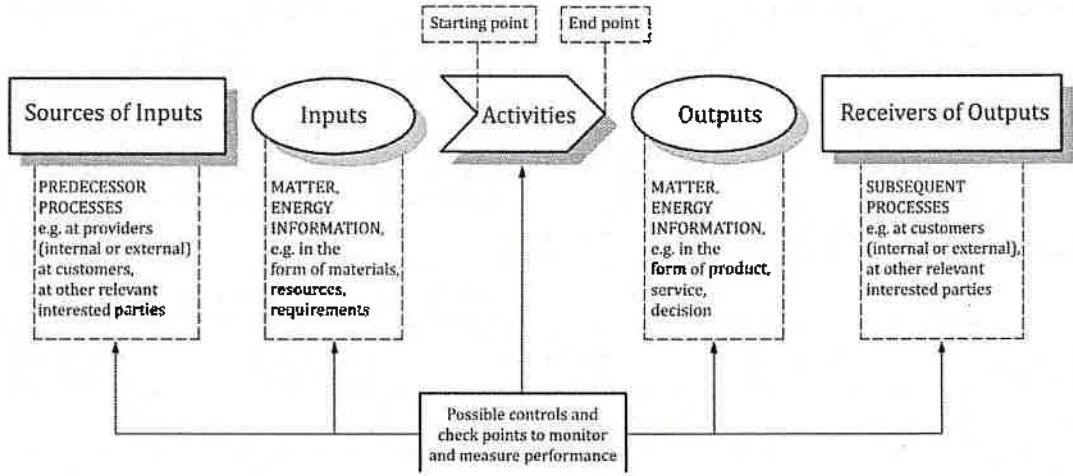 Starting point
End point
Sources of Inputs
Inputs
Activities
Outputs
Receivers of Outputs
PREDECESSOR
PROCESSES
e.g. at providers
(internal or external)
at customers,
at other relevant
interested parties
MATTER,
ENERGY
INFORMATION,
e.g. in the
form of materials,
resources,
requirements
MATTER,
ENERGY
INFORMATION,
e.g. in the
form of product,
service,
decision
SUBSEQUENT
PROCESSES
e.g. at customers
(internal or external),
at other relevant
interested parties
Possible controls and
check points to monitor
and measure performance